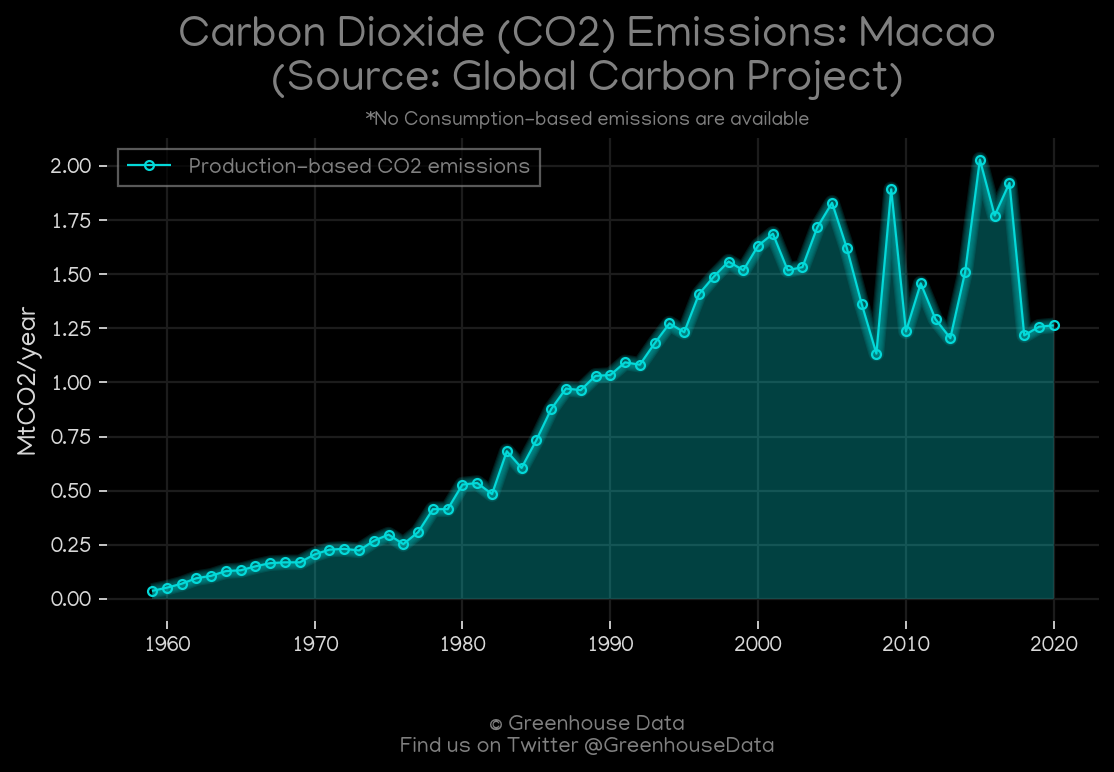 Carbon Dioxide (CO2) Emissions: Macao
(Source: Global Carbon Project)
*No Consumption-based emissions are available
Production-based CO2 emissions
MtCO2/year
2.00
1.75
1.50
1.25
1.00
0.75
0.50
0.25
0.00
1960 1970 1980 1990 2000 2010 2020
© Greenhouse Data
Find us on Twitter @GreenhouseData